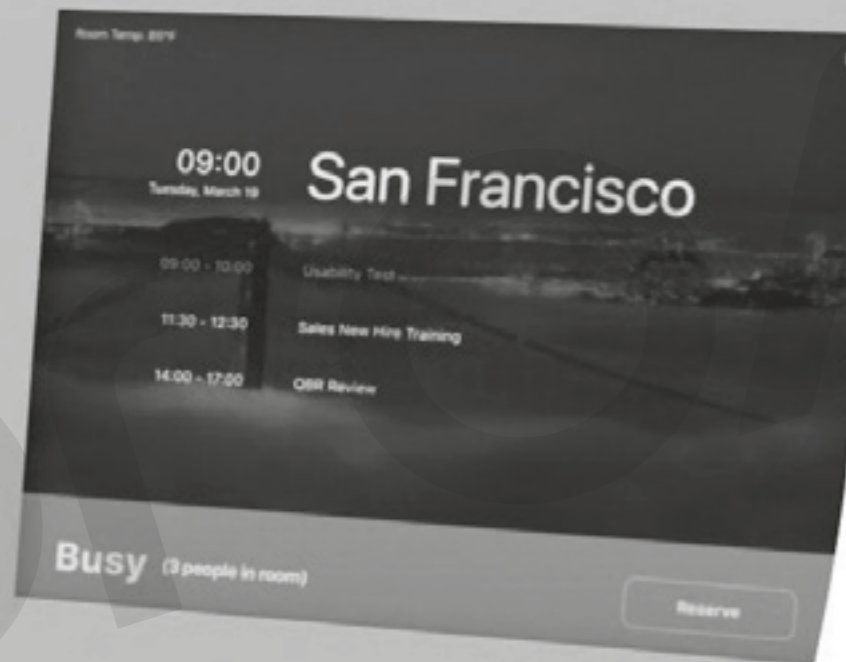 Room Temp:
09:00
San Francisco
Tuesday, March 19
09:00 - 10:00 Usability Test
11:30 - 12:30 Sales New Hire Training
14:00 - 17:00 QBR Review
Busy (3 people in room)
Reserve